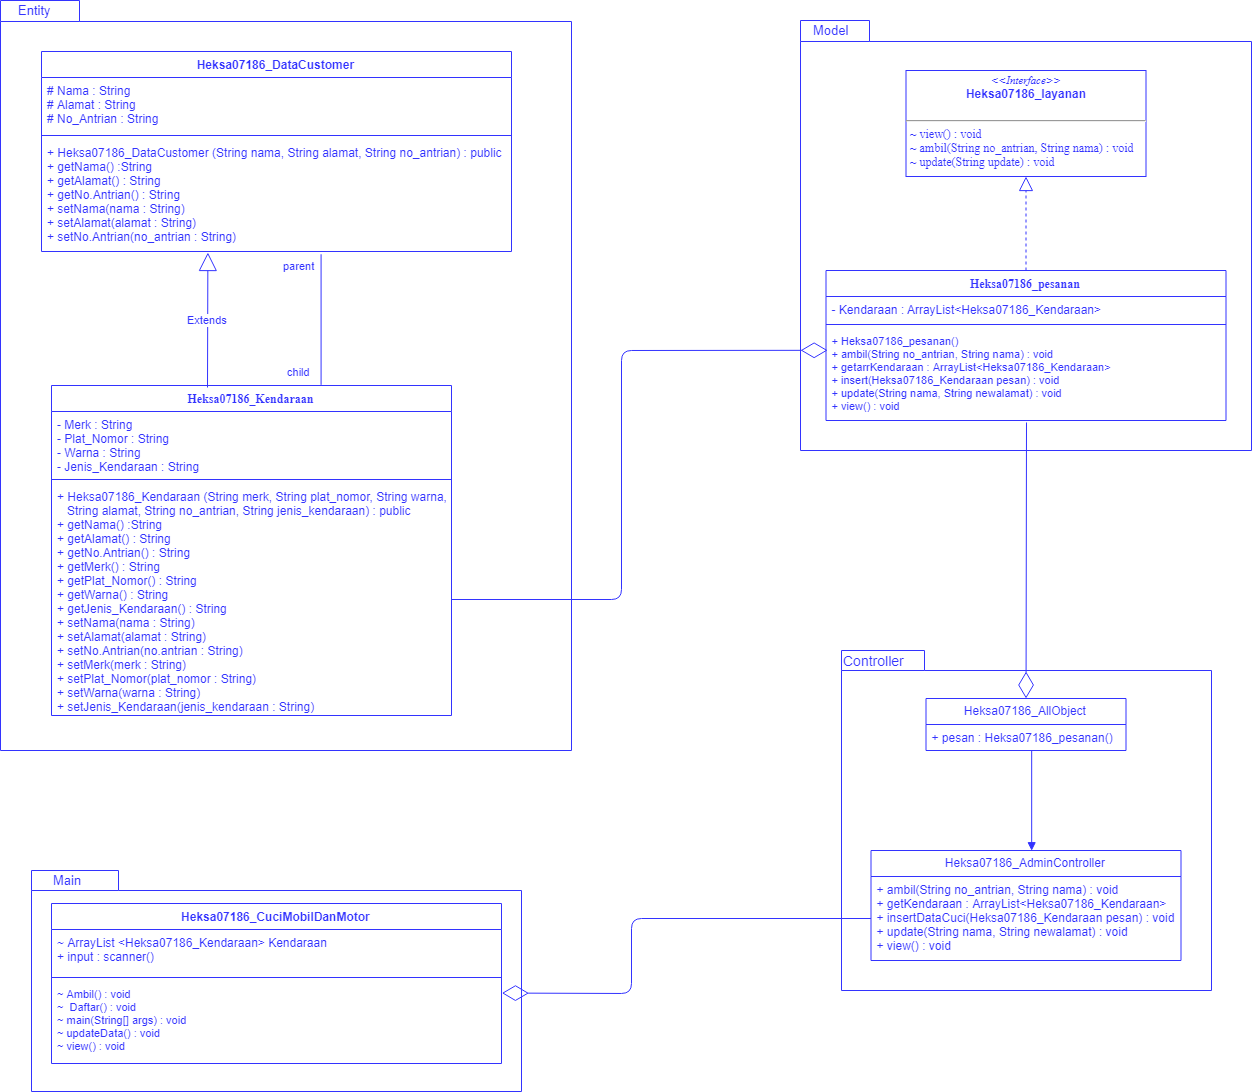 Entity
Heksa07186_DataCustomer
# Nama : String
# Alamat : String
# No_Antrian : String
+ Heksa07186_DataCustomer (String nama, String alamat, String no_antrian) : public
+ getNama() :String
+ getAlamat() : String
+ getNo.Antrian() : String
+ setNama(nama : String)
+ setAlamat(alamat : String)
+ setNo.Antrian(no_antrian : String)
parent
Extends
child
Heksa07186_Kendaraan
- Merk : String
- Plat_Nomor : String
- Warna : String
- Jenis_Kendaraan : String
+ Heksa07186_Kendaraan (String merk, String plat_nomor, String warna,
String alamat, String no_antrian, String jenis_kendaraan) : public
+ getNama() :String
+ getAlamat() : String
+ getNo.Antrian() : String
+ getMerk() : String
+ getPlat_Nomor() : String
+ getWarna() : String
+ getJenis_Kendaraan() : String
+ setNama(nama : String)
+ setAlamat(alamat : String)
+ setNo.Antrian(no.antrian : String)
+ setMerk(merk : String)
+ setPlat_Nomor(plat_nomor : String)
+ setWarna(warna : String)
+ setJenis_Kendaraan(jenis_kendaraan : String)
Model
<<Interface>>
Heksa07186_layanan
~ view() : void
~ ambil(String no_antrian, String nama) : void
~ update(String update) : void
Heksa07186_pesanan
- Kendaraan : ArrayList<Heksa07186_Kendaraan>
+ Heksa07186_pesanan()
+ ambil(String no_antrian, String nama) : void
+ getarrKendaraan : ArrayList<Heksa07186_Kendaraan>
+ insert(Heksa07186_Kendaraan pesan) : void
+ update(String nama, String newalamat) : void
+ view() : void
Controller
Heksa07186_AllObject
+ pesan : Heksa07186_pesanan()
Heksa07186_AdminController
+ ambil(String no_antrian, String nama) : void
+ getKendaraan : ArrayList<Heksa07186_Kendaraan>
+ insertDataCuci(Heksa07186_Kendaraan pesan) : void
+ update(String nama, String newalamat) : void
+ view() : void
Main
Heksa07186_CuciMobilDanMotor
~ ArrayList <Heksa07186_Kendaraan> Kendaraan
+ input : scanner()
~ Ambil() : void
~ Daftar() : void
~ main(String[] args) : void
~ updateData() : void
~ view() : void